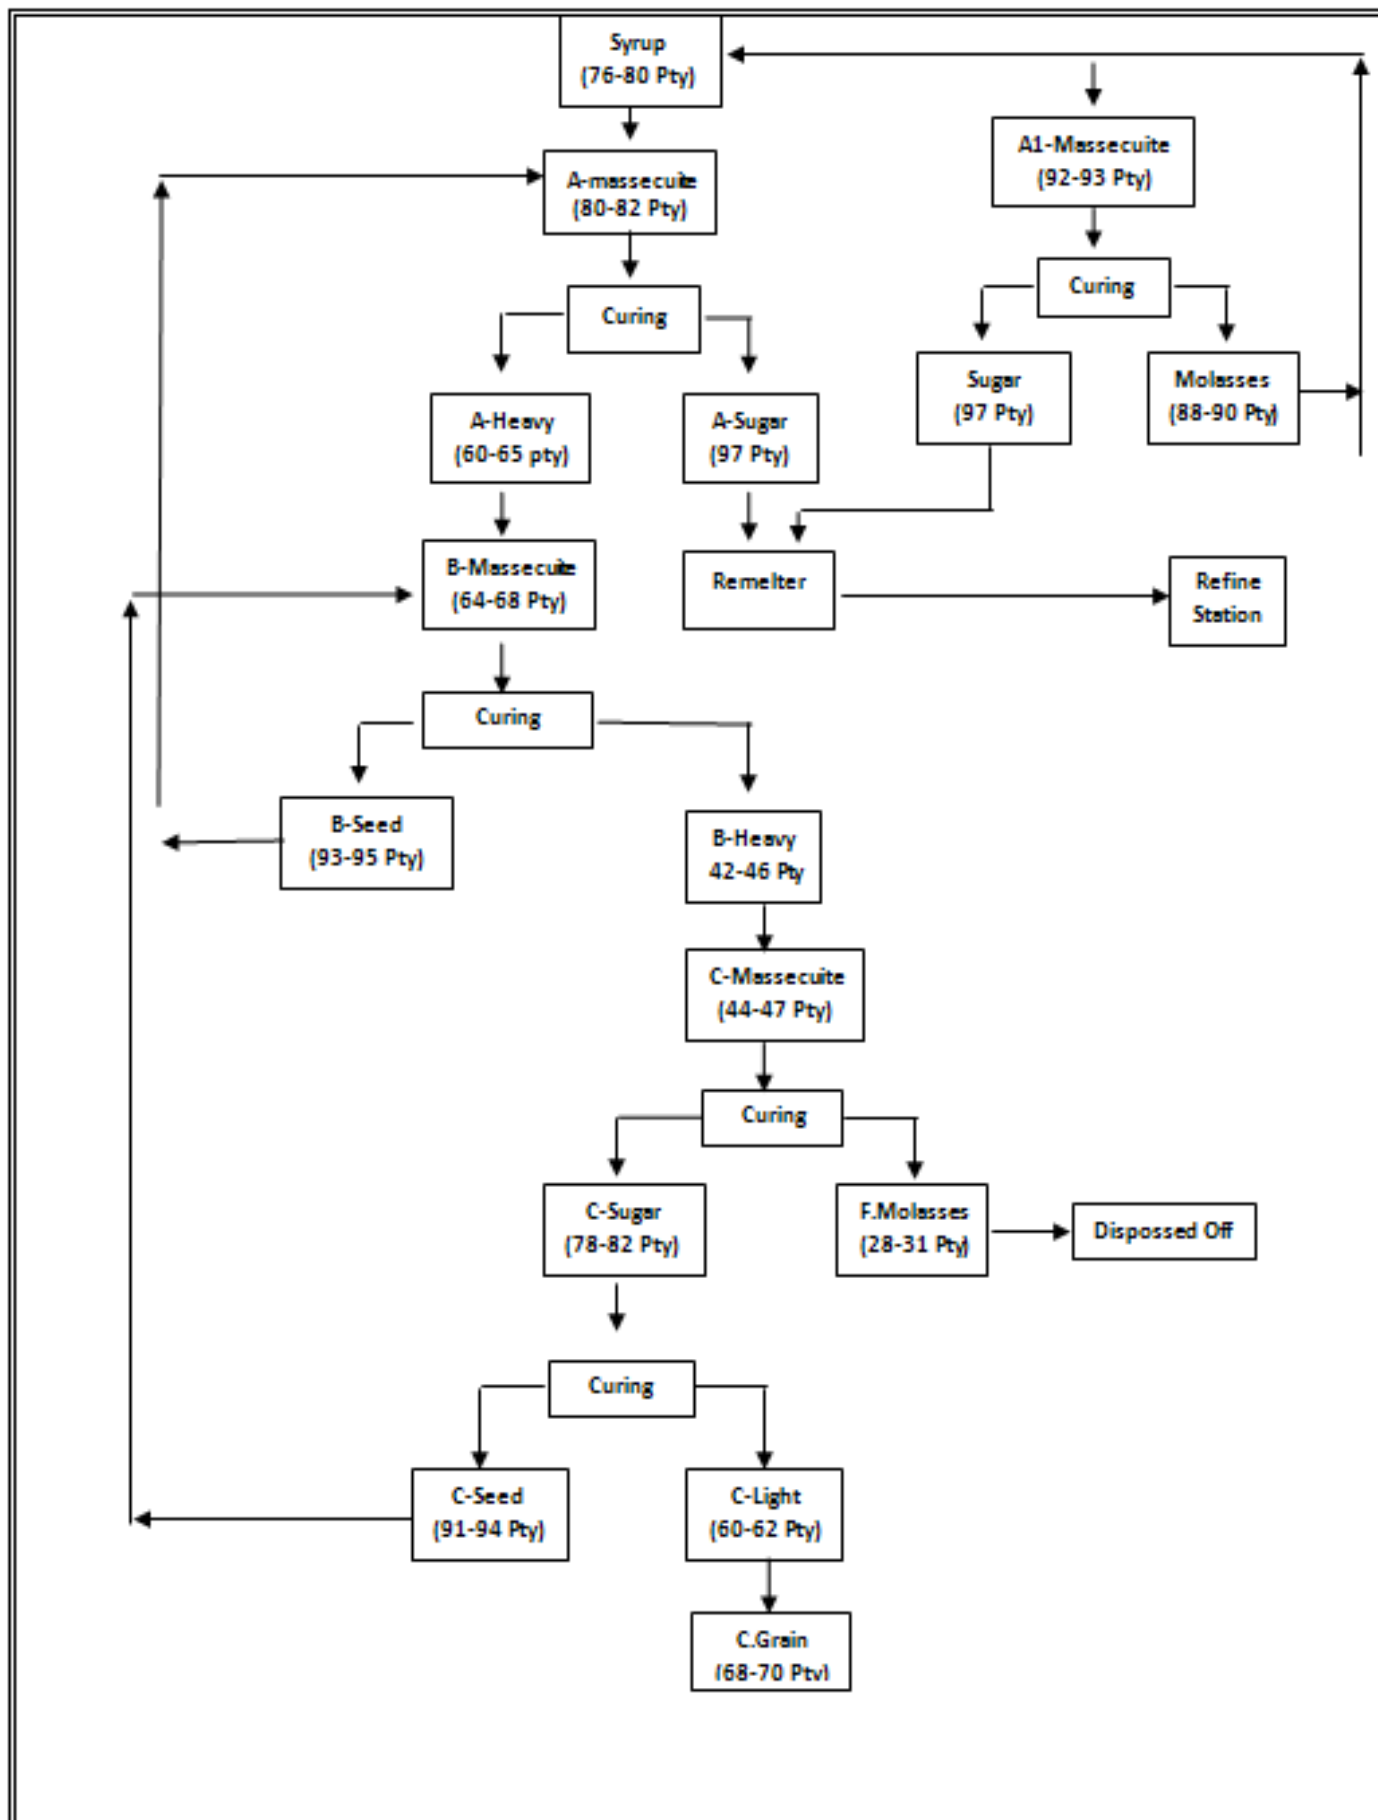 Syrup
(76-80 Pty)
A1-Massecuite
(92-93 Pty)
A-massecuite
(80-82 Pty)
Curing
Curing
Sugar
(97 Pty)
Molasses
(88-90 Pty)
A-Heavy
(60-65 pty)
A-Sugar
(97 Pty)
B-Massecuite
(64-68 Pty)
Remelter
Refine
Station
Curing
B-Seed
(93-95 Pty)
B-Heavy
42-46 Pty
C-Massecuite
(44-47 Pty)
Curing
C-Sugar
(78-82 Pty)
F.Molasses
(28-31 Pty)
Dispossed Off
Curing
C-Seed
(91-94 Pty)
C-Light
(60-62 Pty)
C.Grain
(68-70 Pty)